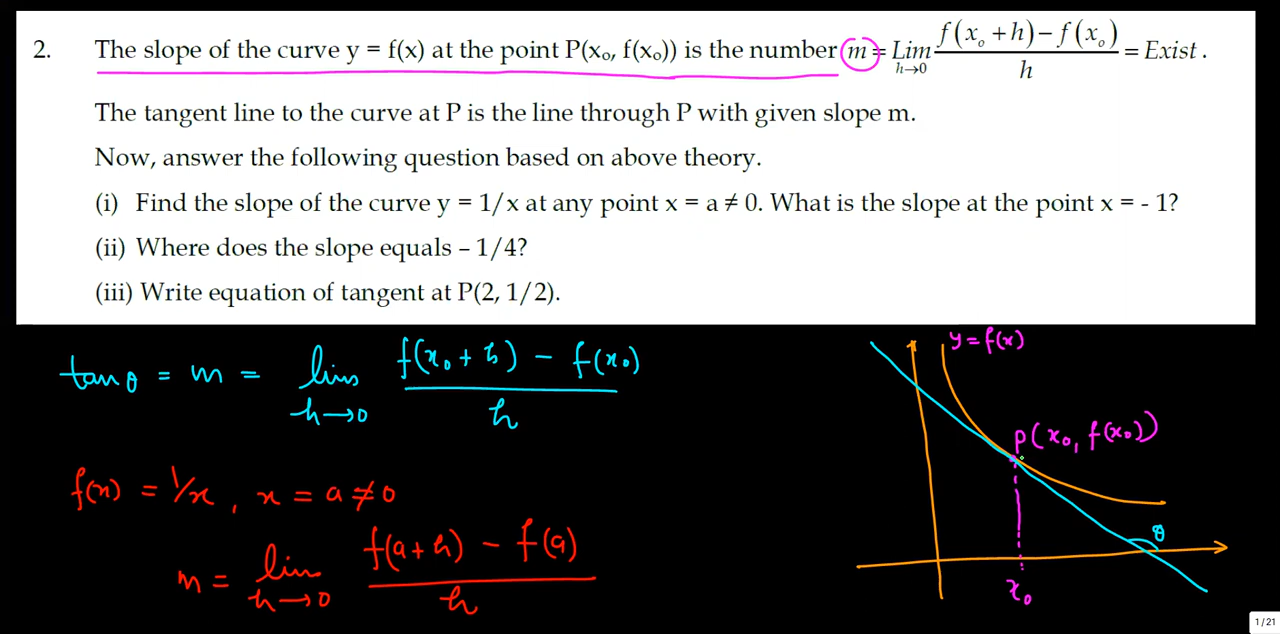 2. The slope of the curve y = f(x) at the point P(x₀, f(x₀)) is the number m = Lim h→0 f(x₀ + h) − f(x₀) / h = Exist .
The tangent line to the curve at P is the line through P with given slope m.
Now, answer the following question based on above theory.
(i) Find the slope of the curve y = 1/x at any point x = a ≠ 0. What is the slope at the point x = - 1?
(ii) Where does the slope equals – 1/4?
(iii) Write equation of tangent at P(2, 1/2).
tan θ = m = lim h→0 f(x₀ + h) − f(x₀) / h
f(x) = 1/x , x = a ≠ 0
m = lim h→0 f(a + h) − f(a) / h
y = f(x)
P(x₀, f(x₀))
θ
x₀
1 / 21